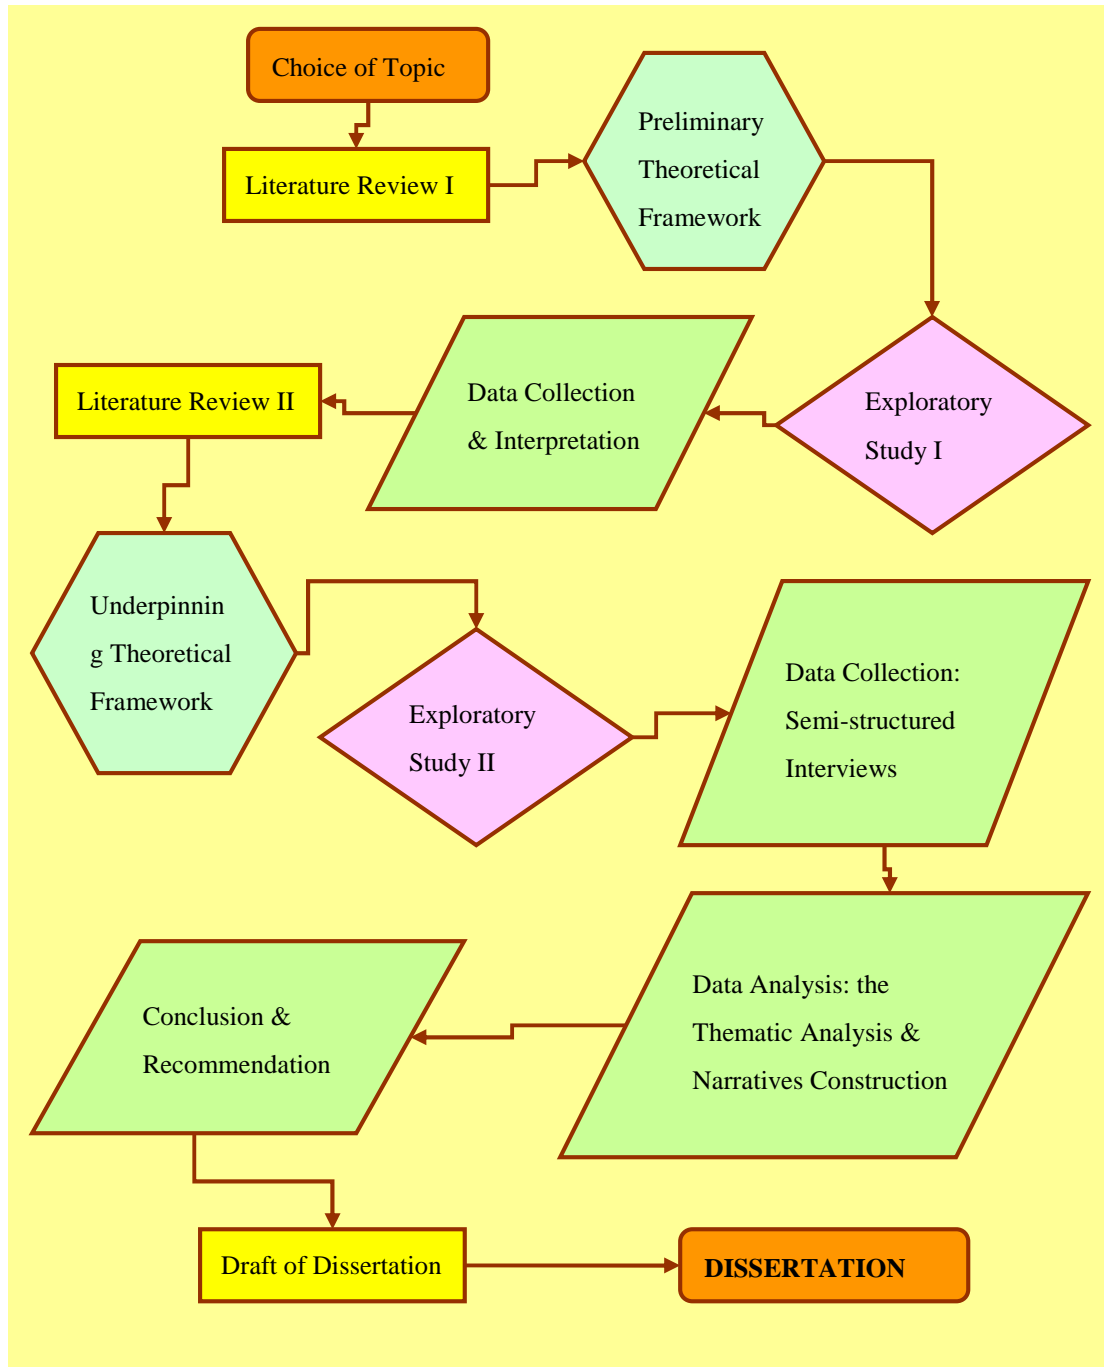 Choice of Topic
Literature Review I
Preliminary
Theoretical
Framework
Exploratory
Study I
Data Collection
& Interpretation
Literature Review II
Underpinnin
g Theoretical
Framework
Exploratory
Study II
Data Collection:
Semi-structured
Interviews
Data Analysis: the
Thematic Analysis &
Narratives Construction
Conclusion &
Recommendation
Draft of Dissertation
DISSERTATION